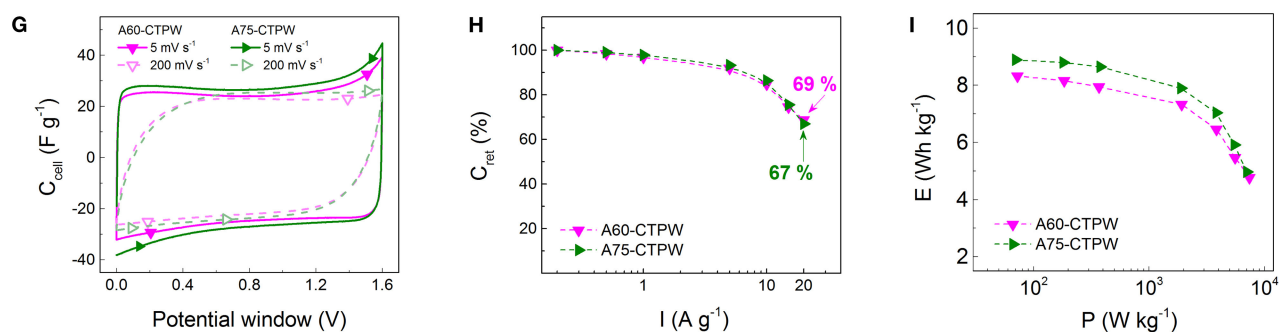 G
A60-CTPW A75-CTPW
5 mV s⁻¹ 5 mV s⁻¹
200 mV s⁻¹ 200 mV s⁻¹
C_cell (F g⁻¹)
60
40
20
0
-20
-40
0.0 0.4 0.8 1.2 1.6
Potential window (V)
H
C_ret (%)
100
80
60
40
20
69 %
67 %
A60-CTPW
A75-CTPW
1 10 20
I (A g⁻¹)
I
E (Wh kg⁻¹)
10
8
6
4
2
A60-CTPW
A75-CTPW
10² 10³ 10⁴
P (W kg⁻¹)